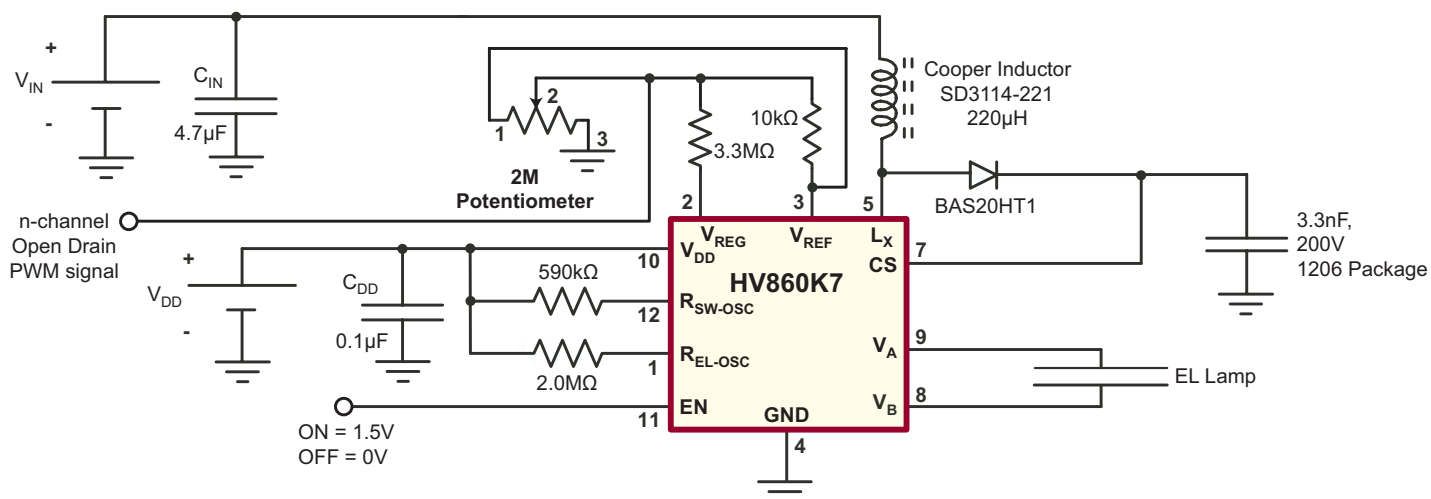 +
V_IN
-
C_IN
4.7µF
1
2
3
2M
Potentiometer
3.3MΩ
10kΩ
Cooper Inductor
SD3114-221
220µH
BAS20HT1
3.3nF,
200V
1206 Package
n-channel
Open Drain
PWM signal
+
V_DD
-
C_DD
0.1µF
590kΩ
2.0MΩ
ON = 1.5V
OFF = 0V
2
3
5
10
12
1
11
4
7
9
8
V_REG
V_REF
L_X
V_DD
CS
HV860K7
R_SW-OSC
R_EL-OSC
EN
GND
V_A
V_B
EL Lamp